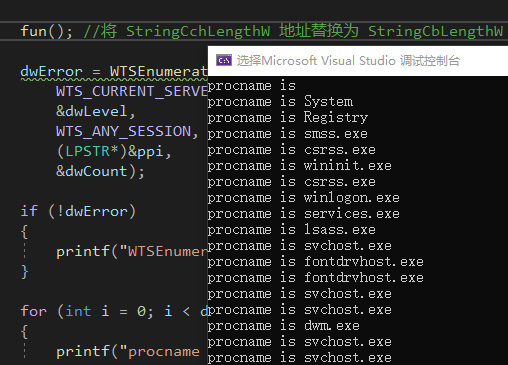 fun(); //将 StringCchLengthW 地址替换为 StringCbLengthW
dwError = WTSEnumerat
WTS_CURRENT_SERVE
&dwLevel,
WTS_ANY_SESSION,
(LPSTR*)&ppi,
&dwCount);
if (!dwError)
{
printf("WTSEnumer
}
for (int i = 0; i < d
{
printf("procname
选择Microsoft Visual Studio 调试控制台
procname is
procname is System
procname is Registry
procname is smss.exe
procname is csrss.exe
procname is wininit.exe
procname is csrss.exe
procname is winlogon.exe
procname is services.exe
procname is lsass.exe
procname is svchost.exe
procname is fontdrvhost.exe
procname is fontdrvhost.exe
procname is svchost.exe
procname is svchost.exe
procname is dwm.exe
procname is svchost.exe
procname is svchost.exe